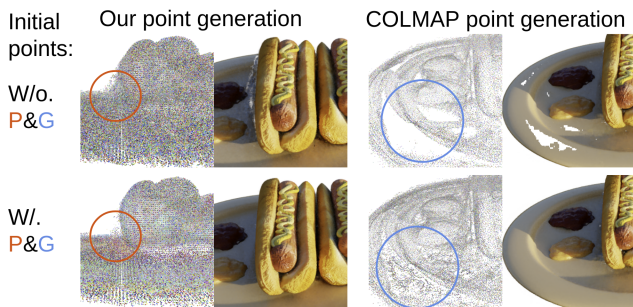 Initial
points:
Our point generation
COLMAP point generation
W/o.
P&G
W/.
P&G